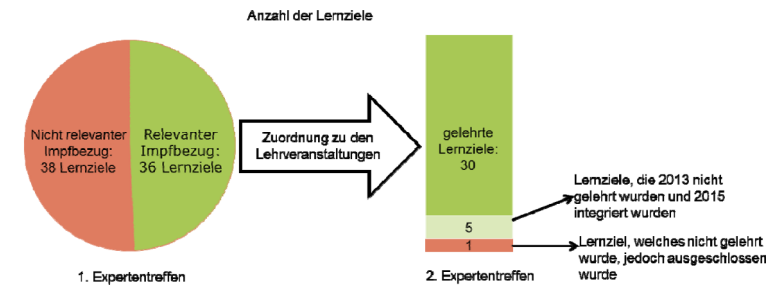 Anzahl der Lernziele
Nicht relevanter
Impfbezug:
38 Lernziele
Relevanter
Impfbezug:
36 Lernziele
Zuordnung zu den
Lehrveranstaltungen
gelehrte
Lernziele:
30
5
1
Lernziele, die 2013 nicht
gelehrt wurden und 2015
integriert wurden
Lernziel, welches nicht gelehrt
wurde, jedoch ausgeschlossen
wurde
1. Expertentreffen
2. Expertentreffen